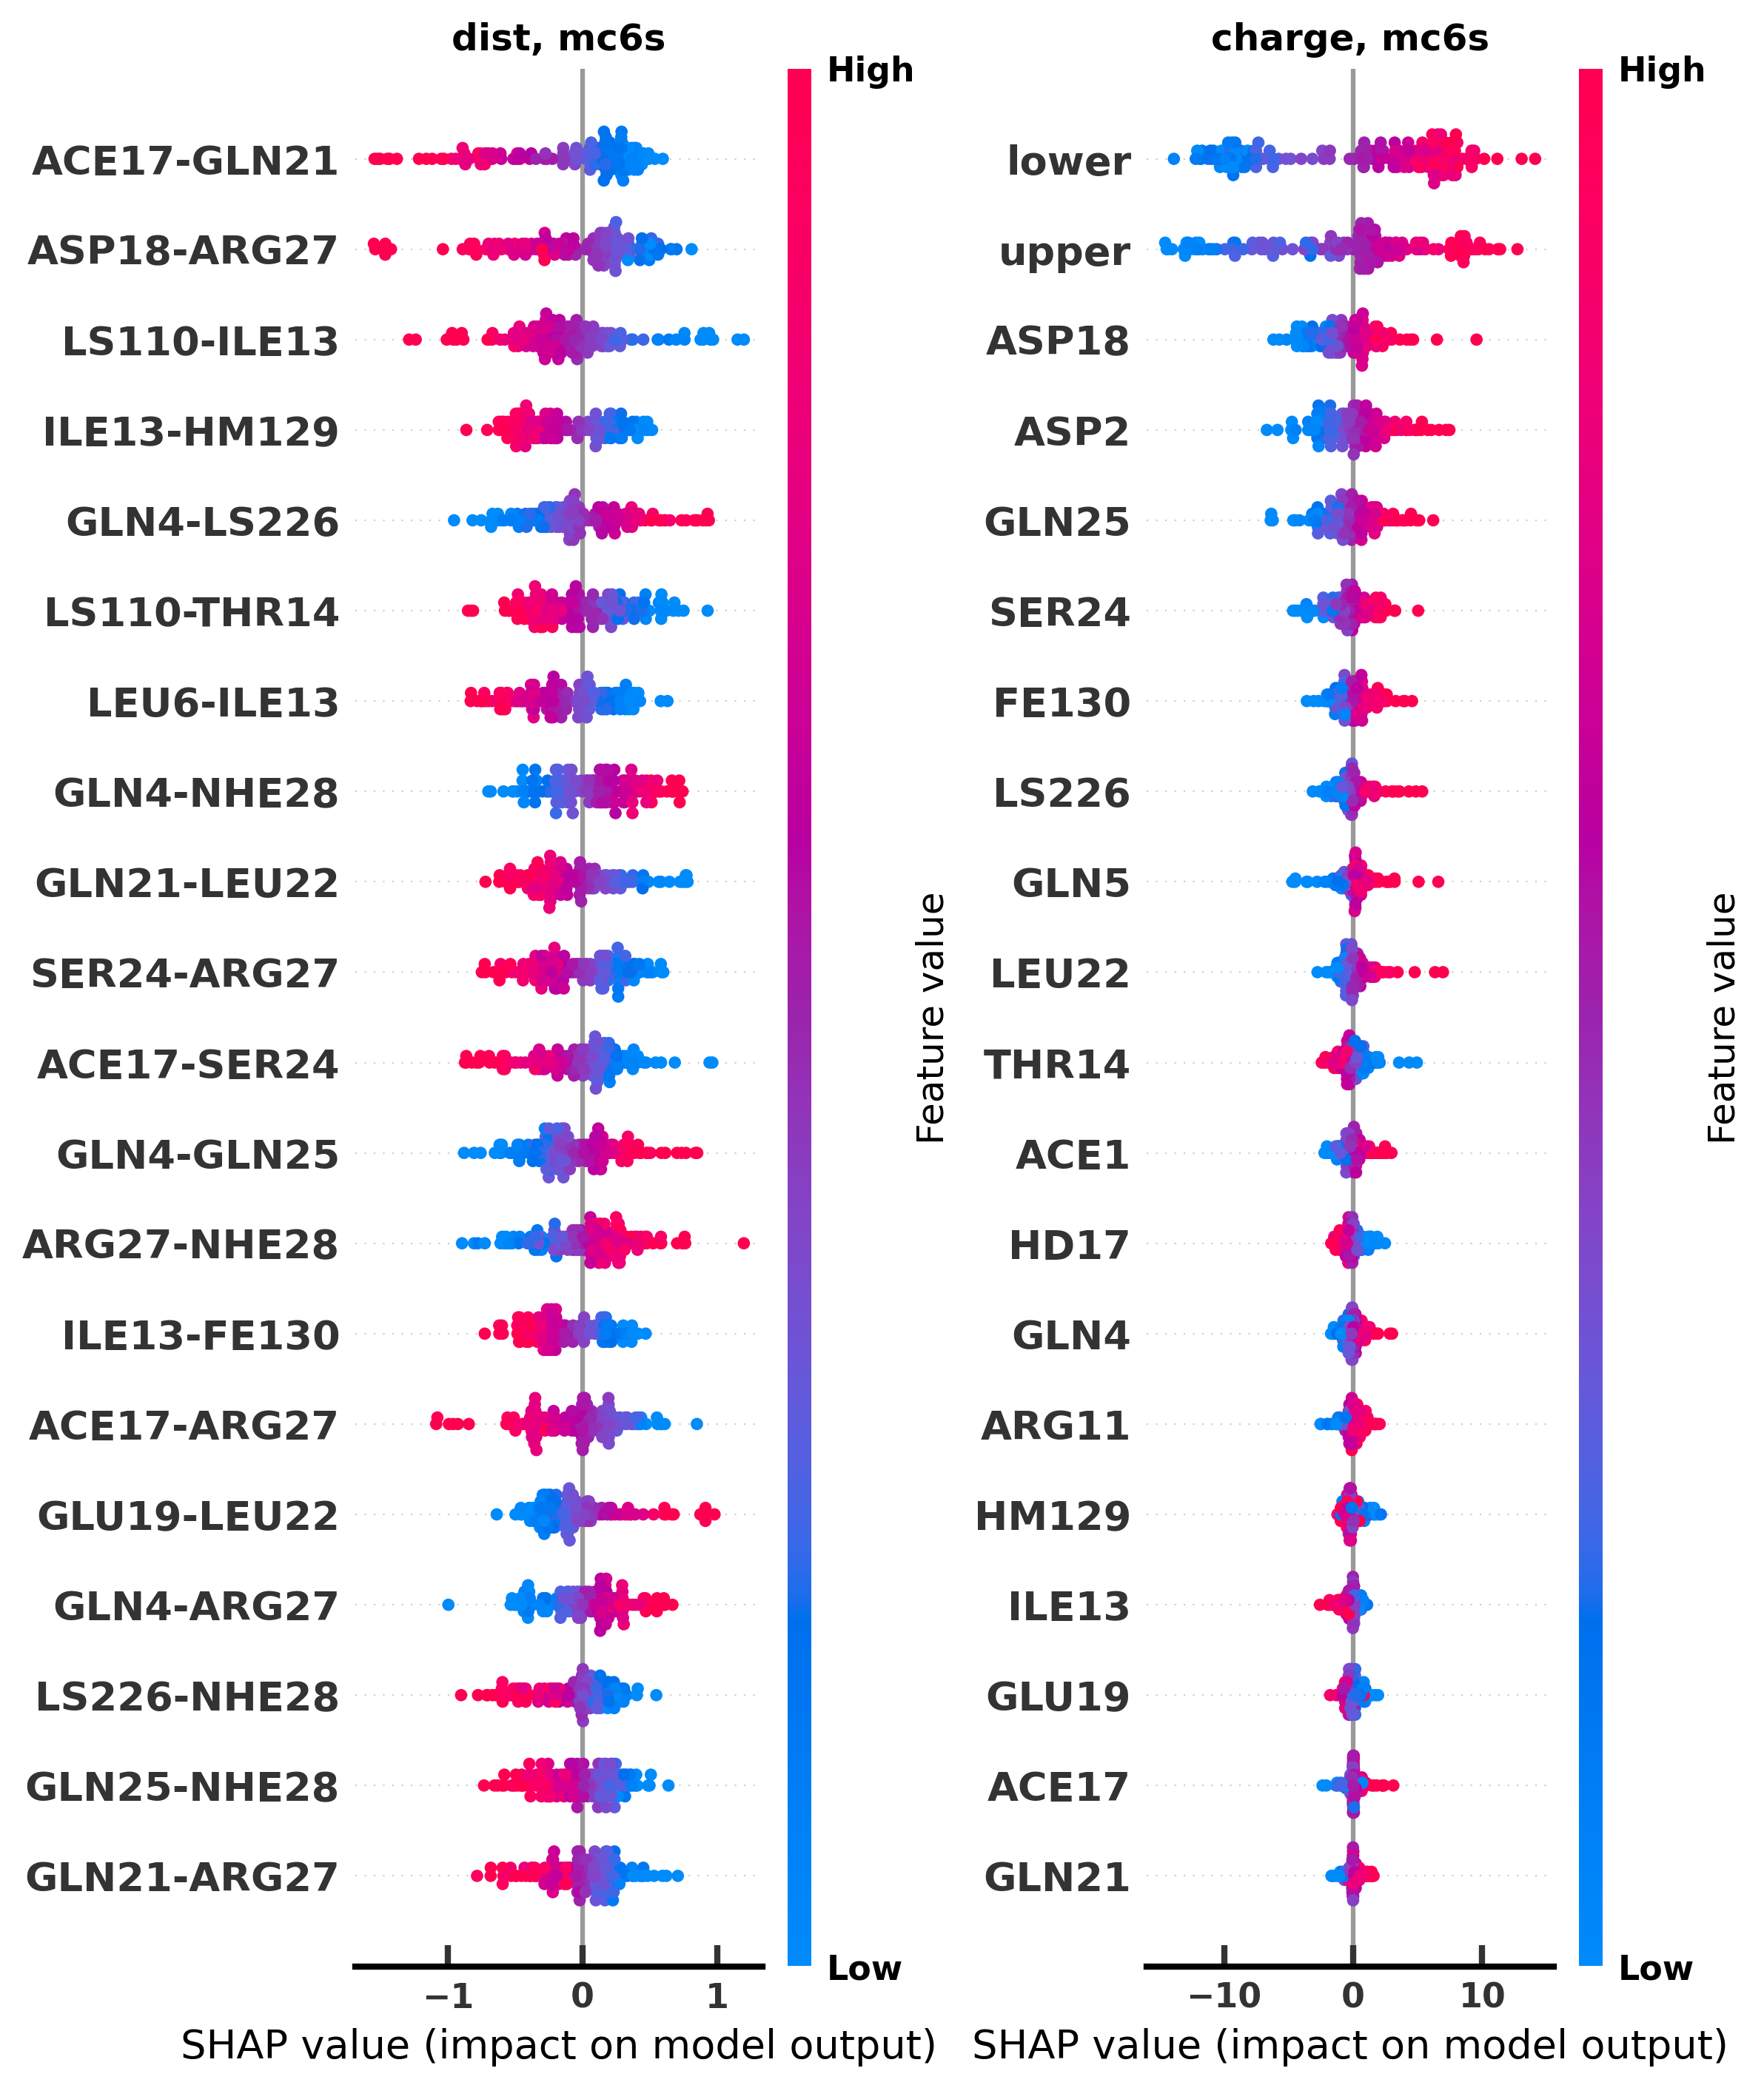 dist, mc6s
High
ACE17-GLN21
ASP18-ARG27
LS110-ILE13
ILE13-HM129
GLN4-LS226
LS110-THR14
LEU6-ILE13
GLN4-NHE28
GLN21-LEU22
SER24-ARG27
ACE17-SER24
GLN4-GLN25
ARG27-NHE28
ILE13-FE130
ACE17-ARG27
GLU19-LEU22
GLN4-ARG27
LS226-NHE28
GLN25-NHE28
GLN21-ARG27
Feature value
Low
−1 0 1
SHAP value (impact on model output)
charge, mc6s
High
lower
upper
ASP18
ASP2
GLN25
SER24
FE130
LS226
GLN5
LEU22
THR14
ACE1
HD17
GLN4
ARG11
HM129
ILE13
GLU19
ACE17
GLN21
Feature value
Low
−10 0 10
SHAP value (impact on model output)